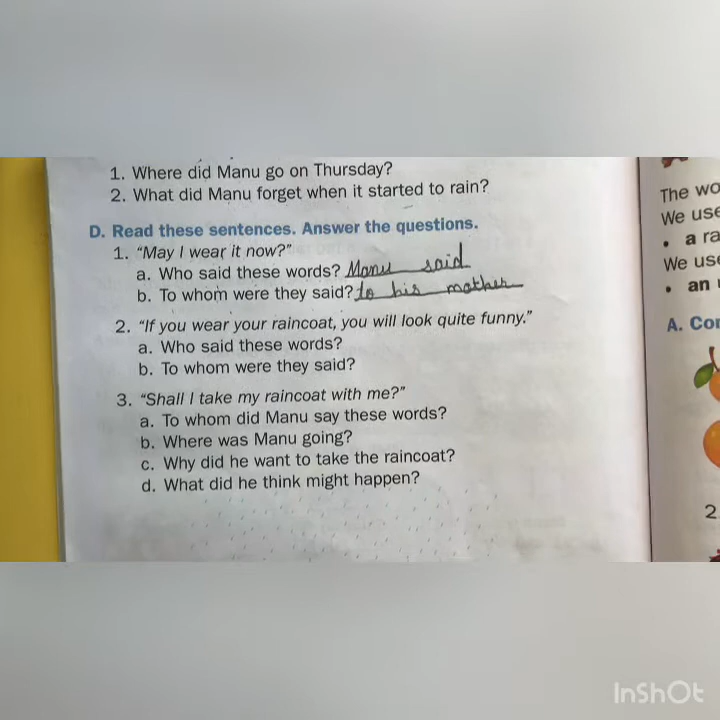 1. Where did Manu go on Thursday?
2. What did Manu forget when it started to rain?
D. Read these sentences. Answer the questions.
1. “May I wear it now?”
a. Who said these words? Manu said
b. To whom were they said? to his mother
2. “If you wear your raincoat, you will look quite funny.”
a. Who said these words?
b. To whom were they said?
3. “Shall I take my raincoat with me?”
a. To whom did Manu say these words?
b. Where was Manu going?
c. Why did he want to take the raincoat?
d. What did he think might happen?
The
We use
• a
We use
• an
A.
2
InShOt